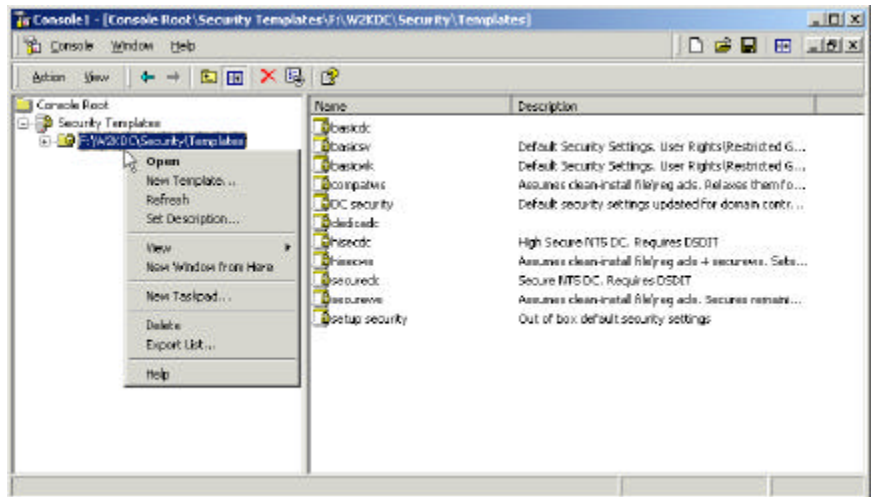 Console1 - [Console Root\Security Templates\F:\W2KDC\Security\Templates]
Console Window Help
Action View
Console Root
Security Templates
F:\W2KDC\Security\Templates
Open
New Template...
Refresh
Set Description...
View
New Window from Here
New Taskpad...
Delete
Export List...
Help
Name Description
basicdc
basicsv Default Security Settings. User Rights\Restricted G...
basicwk Default Security Settings. User Rights\Restricted G...
compatws Assumes clean-install file\reg acls. Relaxes them fo...
DC security Default security settings updated for domain contr...
dedicadc
hisecdc High Secure NT5 DC. Requires DSDIT
hisecws Assumes clean-install file\reg acls + securews. Sets...
securedc Secure NT5 DC. Requires DSDIT
securews Assumes clean-install file\reg acls. Secures remaini...
setup security Out of box default security settings